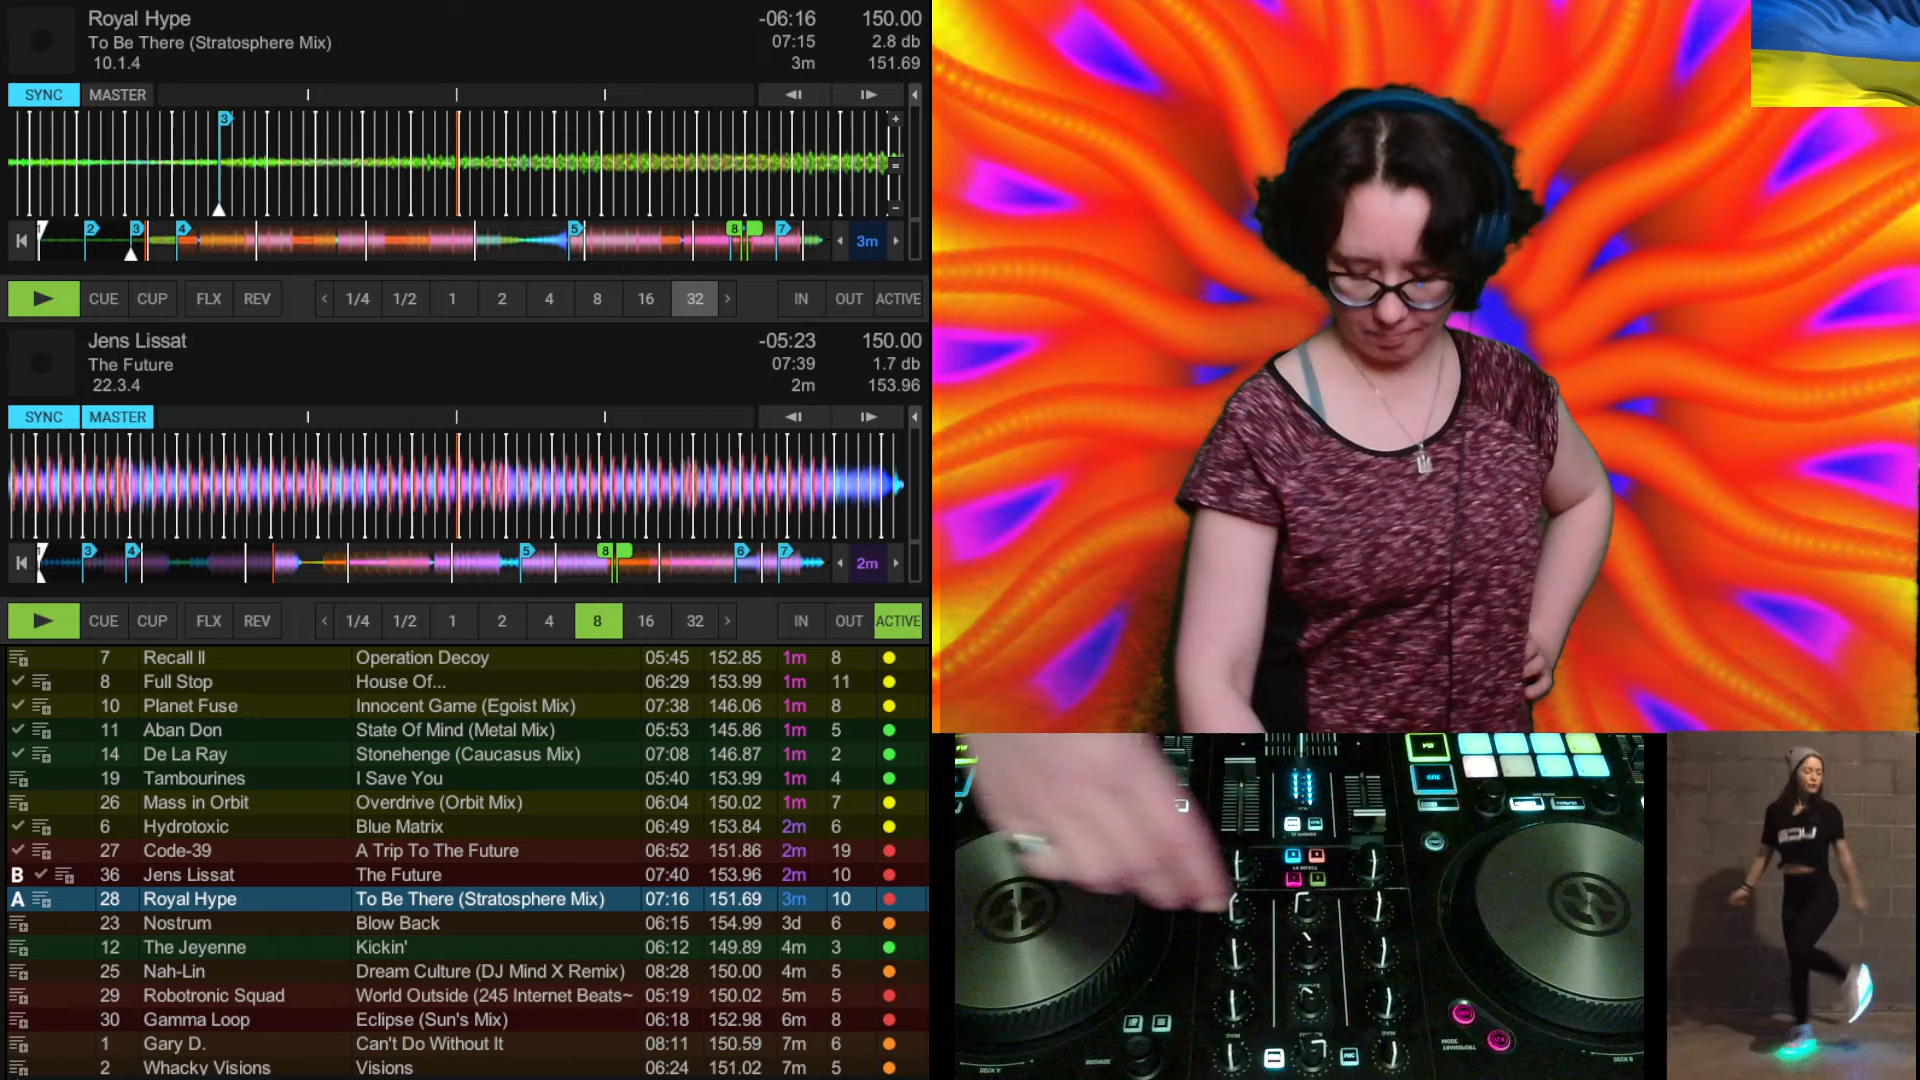 Royal Hype -06:16 150.00
To Be There (Stratosphere Mix) 07:15 2.8 db
10.1.4 3m 151.69
SYNC MASTER
3
2 3 4 5 8 7 3m
CUE CUP FLX REV 1/4 1/2 1 2 4 8 16 32 IN OUT ACTIVE
Jens Lissat -05:23 150.00
The Future 07:39 1.7 db
22.3.4 2m 153.96
SYNC MASTER
3 4 5 8 6 7 2m
CUE CUP FLX REV 1/4 1/2 1 2 4 8 16 32 IN OUT ACTIVE
7 Recall II Operation Decoy 05:45 152.85 1m 8
8 Full Stop House Of... 06:29 153.99 1m 11
10 Planet Fuse Innocent Game (Egoist Mix) 07:38 146.06 1m 8
11 Aban Don State Of Mind (Metal Mix) 05:53 145.86 1m 5
14 De La Ray Stonehenge (Caucasus Mix) 07:08 146.87 1m 2
19 Tambourines I Save You 05:40 153.99 1m 4
26 Mass in Orbit Overdrive (Orbit Mix) 06:04 150.02 1m 7
6 Hydrotoxic Blue Matrix 06:49 153.84 2m 6
27 Code-39 A Trip To The Future 06:52 151.86 2m 19
B 36 Jens Lissat The Future 07:40 153.96 2m 10
A 28 Royal Hype To Be There (Stratosphere Mix) 07:16 151.69 3m 10
23 Nostrum Blow Back 06:15 154.99 3d 6
12 The Jeyenne Kickin' 06:12 149.89 4m 3
25 Nah-Lin Dream Culture (DJ Mind X Remix) 08:28 150.00 4m 5
29 Robotronic Squad World Outside (245 Internet Beats~ 05:19 150.02 5m 5
30 Gamma Loop Eclipse (Sun's Mix) 06:18 152.98 6m 8
1 Gary D. Can't Do Without It 08:11 150.59 7m 6
2 Whacky Visions Visions 06:24 151.02 7m 5